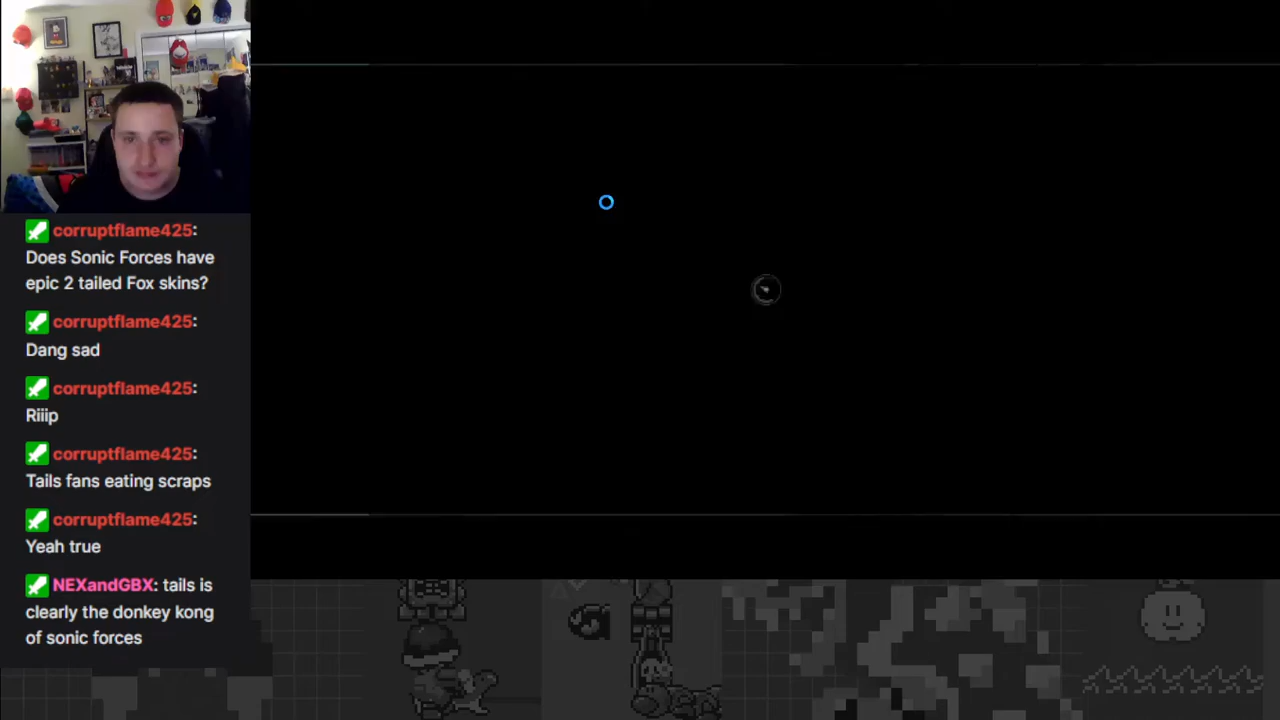 corruptflame425:
Does Sonic Forces have
epic 2 tailed Fox skins?
corruptflame425:
Dang sad
corruptflame425:
Riiip
corruptflame425:
Tails fans eating scraps
corruptflame425:
Yeah true
NEXandGBX: tails is
clearly the donkey kong
of sonic forces